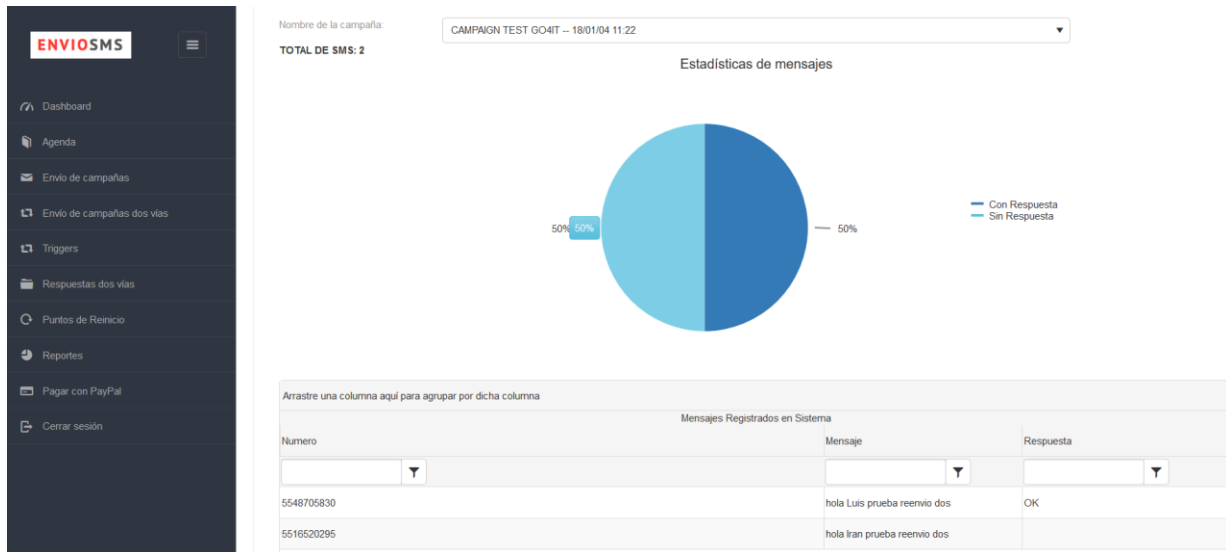 ENVIOSMS
Dashboard
Agenda
Envío de campañas
Envío de campañas dos vías
Triggers
Respuestas dos vías
Puntos de Reinicio
Reportes
Pagar con PayPal
Cerrar sesión
Nombre de la campaña:
CAMPAIGN TEST GO4IT -- 18/01/04 11:22
TOTAL DE SMS: 2
Estadísticas de mensajes
50% 50%
50%
Con Respuesta
Sin Respuesta
Arrastre una columna aquí para agrupar por dicha columna
Mensajes Registrados en Sistema
Numero Mensaje Respuesta
5548705830 hola Luis prueba reenvio dos OK
5516520295 hola Iran prueba reenvio dos